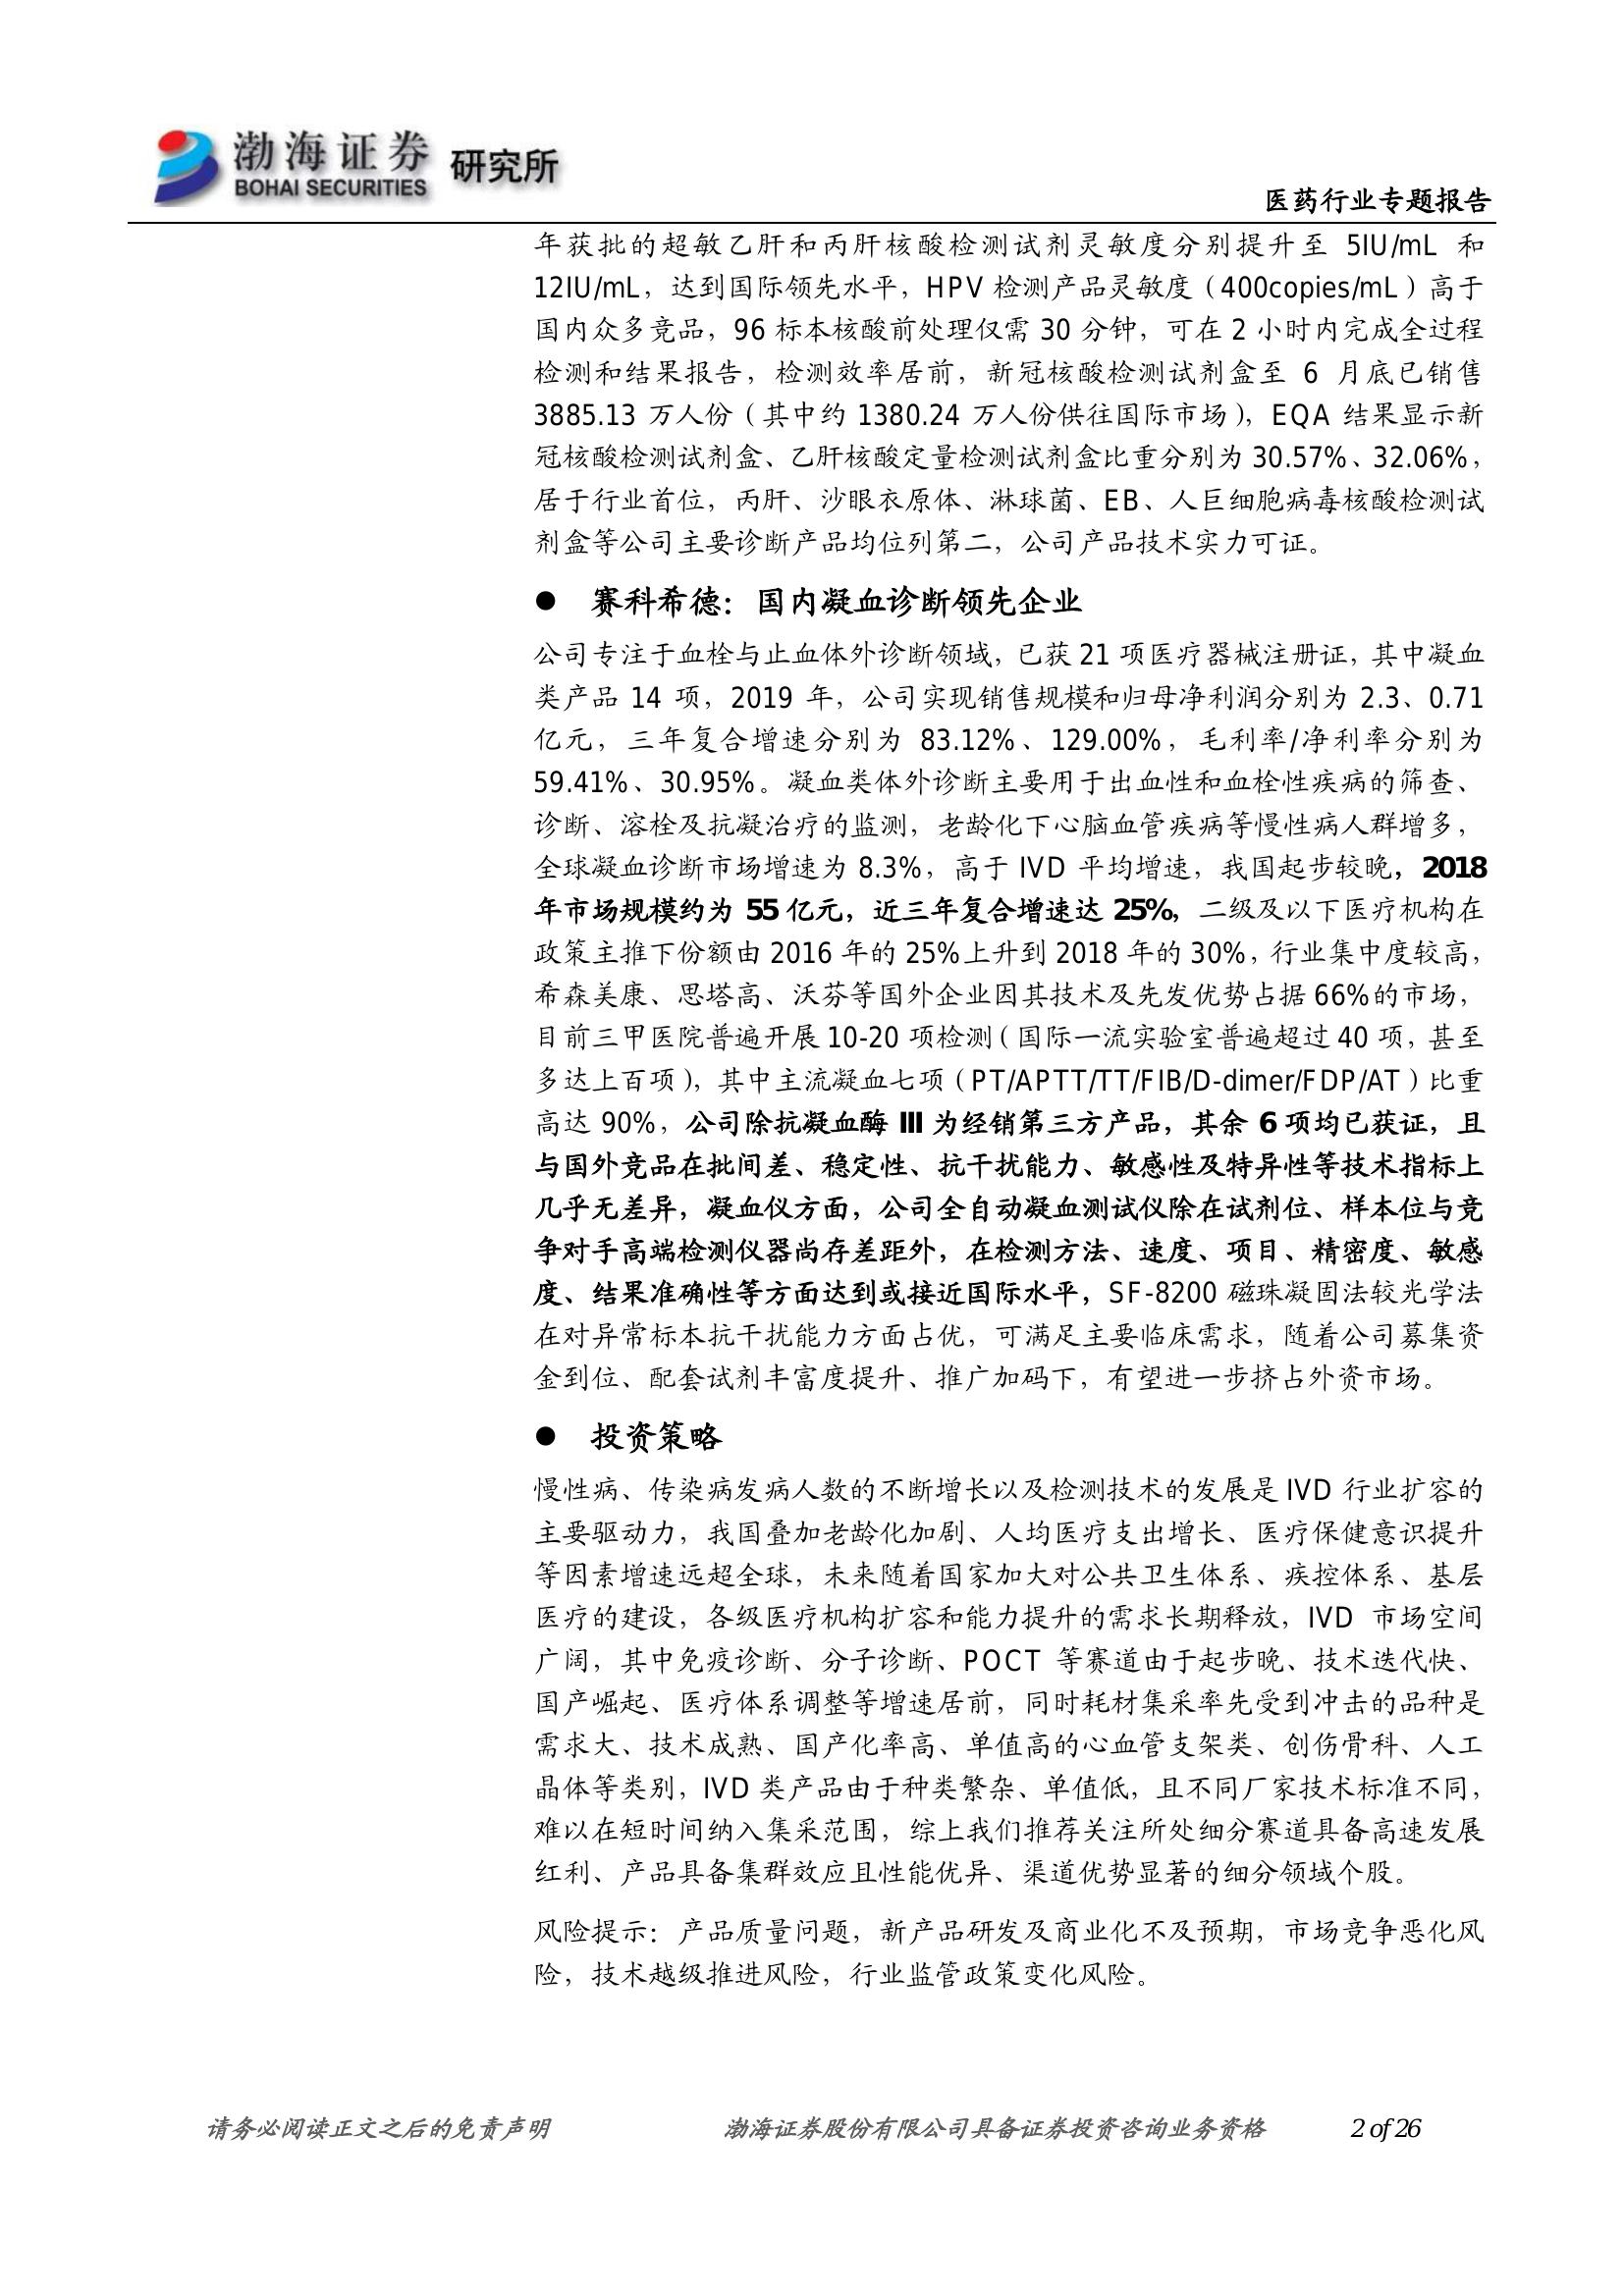 渤海证券 研究所
BOHAI SECURITIES
医药行业专题报告
年获批的超敏乙肝和丙肝核酸检测试剂灵敏度分别提升至 5IU/mL 和
12IU/mL，达到国际领先水平，HPV 检测产品灵敏度（400copies/mL）高于
国内众多竞品，96 标本核酸前处理仅需 30 分钟，可在 2 小时内完成全过程
检测和结果报告，检测效率居前，新冠核酸检测试剂盒至 6 月底已销售
3885.13 万人份（其中约 1380.24 万人份供往国际市场），EQA 结果显示新
冠核酸检测试剂盒、乙肝核酸定量检测试剂盒比重分别为 30.57%、32.06%，
居于行业首位，丙肝、沙眼衣原体、淋球菌、EB、人巨细胞病毒核酸检测试
剂盒等公司主要诊断产品均位列第二，公司产品技术实力可证。
● 赛科希德：国内凝血诊断领先企业
公司专注于血栓与止血体外诊断领域，已获 21 项医疗器械注册证，其中凝血
类产品 14 项，2019 年，公司实现销售规模和归母净利润分别为 2.3、0.71
亿元，三年复合增速分别为 83.12%、129.00%，毛利率/净利率分别为
59.41%、30.95%。凝血类体外诊断主要用于出血性和血栓性疾病的筛查、
诊断、溶栓及抗凝治疗的监测，老龄化下心脑血管疾病等慢性病人群增多，
全球凝血诊断市场增速为 8.3%，高于 IVD 平均增速，我国起步较晚，2018
年市场规模约为 55 亿元，近三年复合增速达 25%，二级及以下医疗机构在
政策主推下份额由 2016 年的 25%上升到 2018 年的 30%，行业集中度较高，
希森美康、思塔高、沃芬等国外企业因其技术及先发优势占据 66%的市场，
目前三甲医院普遍开展 10-20 项检测（国际一流实验室普遍超过 40 项，甚至
多达上百项），其中主流凝血七项（PT/APTT/TT/FIB/D-dimer/FDP/AT）比重
高达 90%，公司除抗凝血酶 III 为经销第三方产品，其余 6 项均已获证，且
与国外竞品在批间差、稳定性、抗干扰能力、敏感性及特异性等技术指标上
几乎无差异，凝血仪方面，公司全自动凝血测试仪除在试剂位、样本位与竞
争对手高端检测仪器尚存差距外，在检测方法、速度、项目、精密度、敏感
度、结果准确性等方面达到或接近国际水平，SF-8200 磁珠凝固法较光学法
在对异常标本抗干扰能力方面占优，可满足主要临床需求，随着公司募集资
金到位、配套试剂丰富度提升、推广加码下，有望进一步挤占外资市场。
● 投资策略
慢性病、传染病发病人数的不断增长以及检测技术的发展是 IVD 行业扩容的
主要驱动力，我国叠加老龄化加剧、人均医疗支出增长、医疗保健意识提升
等因素增速远超全球，未来随着国家加大对公共卫生体系、疾控体系、基层
医疗的建设，各级医疗机构扩容和能力提升的需求长期释放，IVD 市场空间
广阔，其中免疫诊断、分子诊断、POCT 等赛道由于起步晚、技术迭代快、
国产崛起、医疗体系调整等增速居前，同时耗材集采率先受到冲击的品种是
需求大、技术成熟、国产化率高、单值高的心血管支架类、创伤骨科、人工
晶体等类别，IVD 类产品由于种类繁杂、单值低，且不同厂家技术标准不同，
难以在短时间纳入集采范围，综上我们推荐关注所处细分赛道具备高速发展
红利、产品具备集群效应且性能优异、渠道优势显著的细分领域个股。
风险提示：产品质量问题，新产品研发及商业化不及预期，市场竞争恶化风
险，技术越级推进风险，行业监管政策变化风险。
请务必阅读正文之后的免责声明 渤海证券股份有限公司具备证券投资咨询业务资格 2 of 26